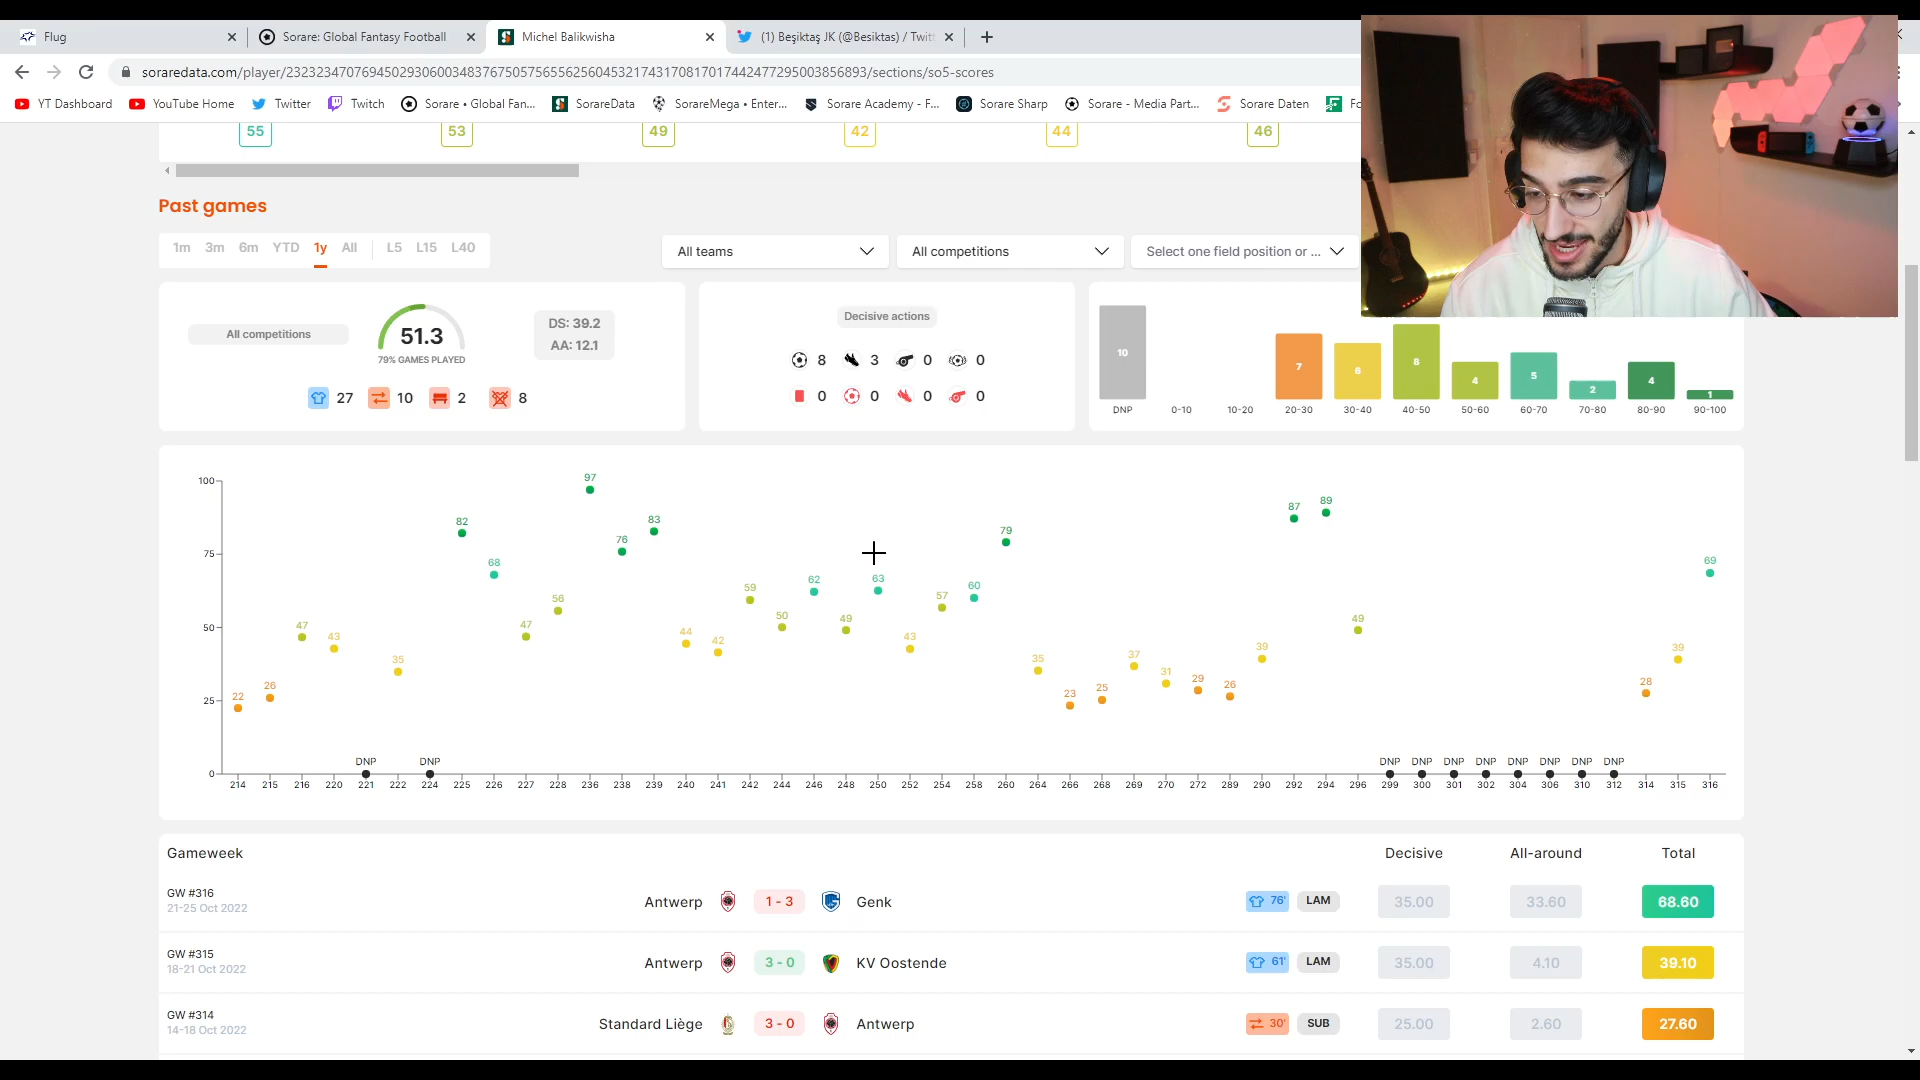 Flug
Sorare: Global Fantasy Football
Michel Balikwisha
(1) Beşiktaş JK (@Besiktas) / Twitt
soraredata.com/player/23232347076945029306003483767505756556256045321743170817017442477295003856893/sections/so5-scores
YT Dashboard YouTube Home Twitter Twitch Sorare • Global Fan... SorareData SorareMega • Enter... Sorare Academy - F... Sorare Sharp Sorare - Media Part... Sorare Daten Fo
55 53 49 42 44 46
Past games
1m 3m 6m YTD 1y All L5 L15 L40
All teams All competitions Select one field position or ...
All competitions
51.3
79% GAMES PLAYED
DS: 39.2
AA: 12.1
27 10 2 8
Decisive actions
8 3 0 0
0 0 0 0
10 7 6 8 4 5 2 4 1
DNP 0-10 10-20 20-30 30-40 40-50 50-60 60-70 70-80 80-90 90-100
100
75
50
25
0
22 26 47 43 DNP 35 DNP 82 68 47 56 97 76 83 44 42 59 50 62 49 63 43 57 60 79 35 23 25 37 31 29 26 39 87 89 49 DNP DNP DNP DNP DNP DNP DNP DNP 28 39 69
214 215 216 220 221 222 224 225 226 227 228 236 238 239 240 241 242 244 246 248 250 252 254 258 260 264 266 268 269 270 272 289 290 292 294 296 299 300 301 302 304 306 310 312 314 315 316
Gameweek Decisive All-around Total
GW #316
21-25 Oct 2022
Antwerp 1 - 3 Genk 76' LAM 35.00 33.60 68.60
GW #315
18-21 Oct 2022
Antwerp 3 - 0 KV Oostende 61' LAM 35.00 4.10 39.10
GW #314
14-18 Oct 2022
Standard Liège 3 - 0 Antwerp 30' SUB 25.00 2.60 27.60